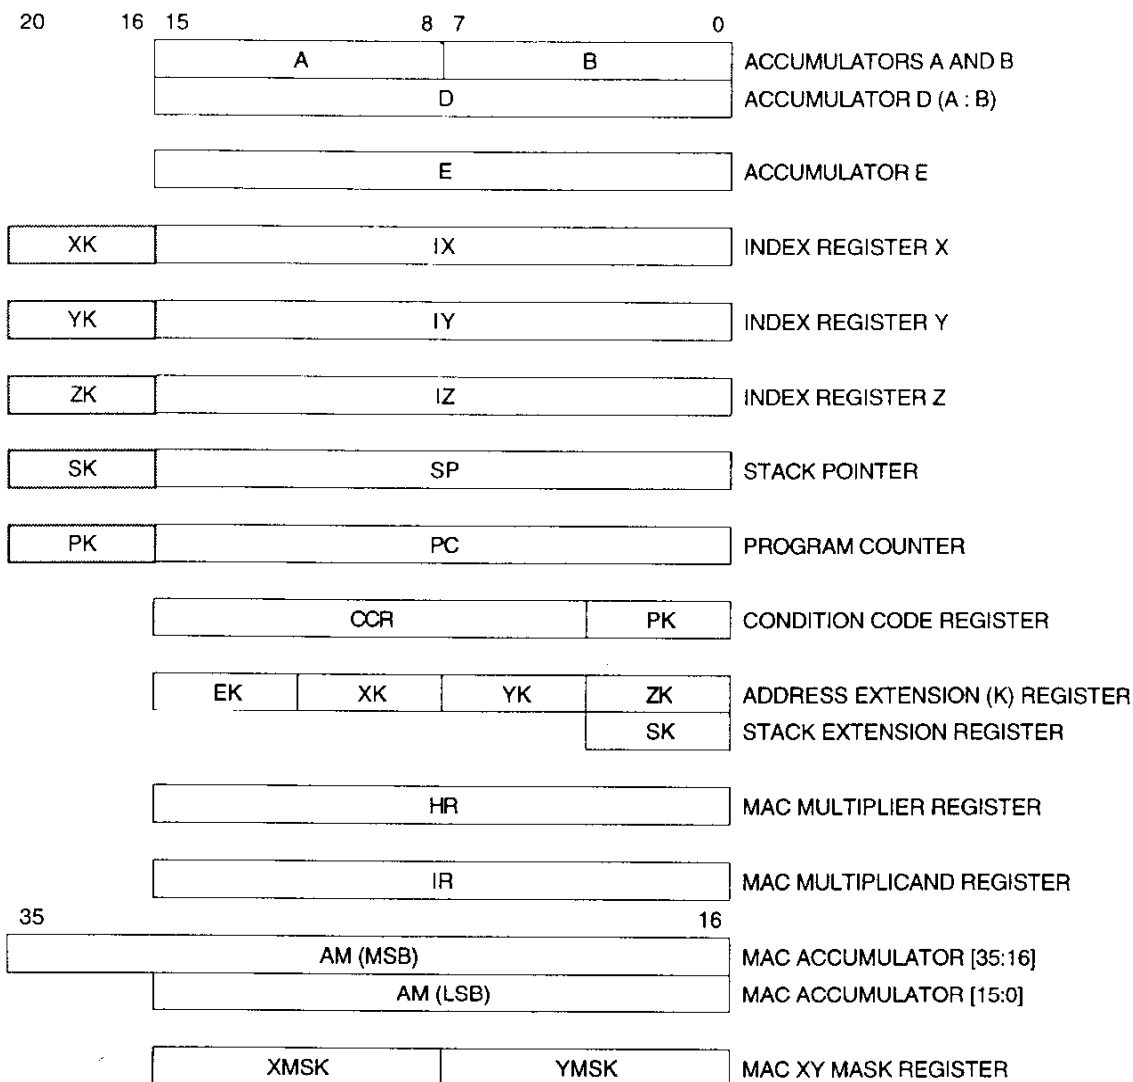 20 16 15 8 7 0
A B ACCUMULATORS A AND B
D ACCUMULATOR D (A : B)
E ACCUMULATOR E
XK IX INDEX REGISTER X
YK IY INDEX REGISTER Y
ZK IZ INDEX REGISTER Z
SK SP STACK POINTER
PK PC PROGRAM COUNTER
CCR PK CONDITION CODE REGISTER
EK XK YK ZK ADDRESS EXTENSION (K) REGISTER
SK STACK EXTENSION REGISTER
HR MAC MULTIPLIER REGISTER
IR MAC MULTIPLICAND REGISTER
35 16
AM (MSB) MAC ACCUMULATOR [35:16]
AM (LSB) MAC ACCUMULATOR [15:0]
XMSK YMSK MAC XY MASK REGISTER